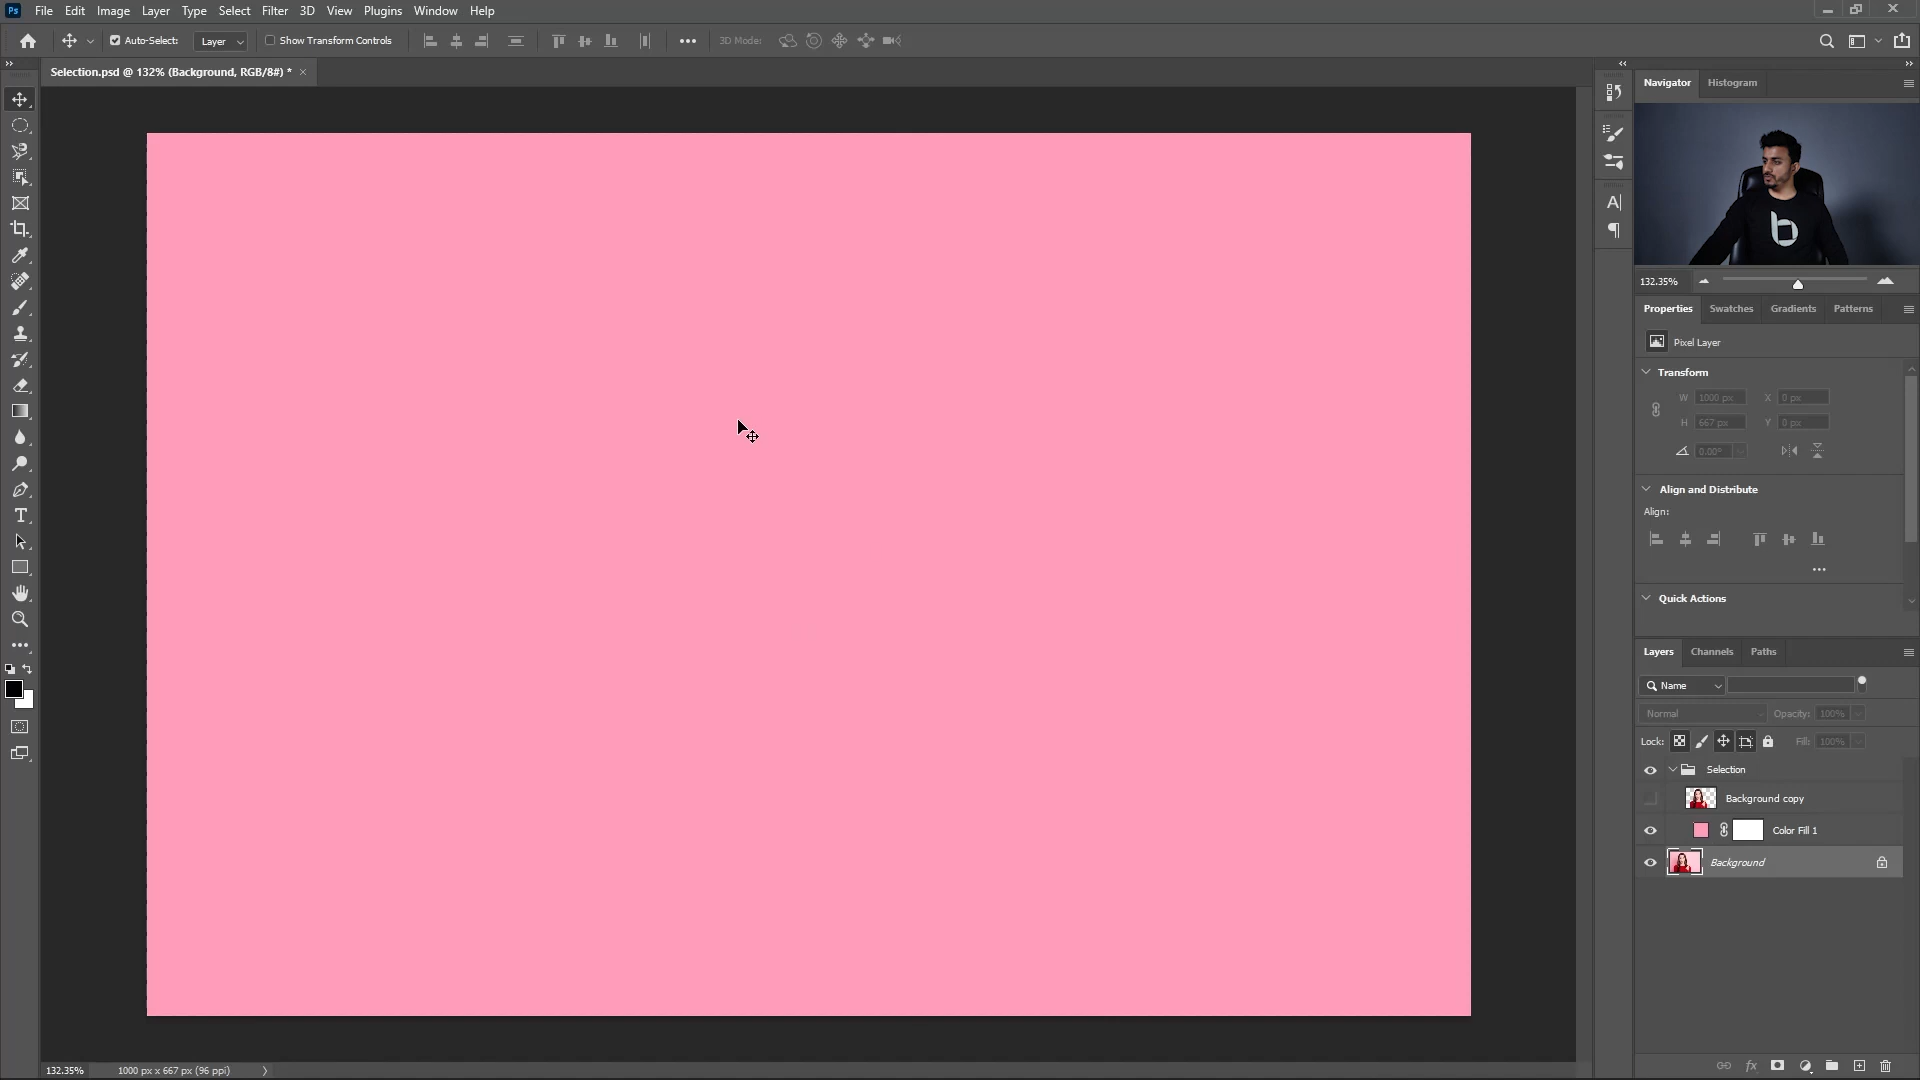 Ps File Edit Image Layer Type Select Filter 3D View Plugins Window Help
Auto-Select: Layer Show Transform Controls 3D Mode:
Selection.psd @ 132% (Background, RGB/8#) *
Navigator Histogram
132.35%
Properties Swatches Gradients Patterns
Pixel Layer
Transform
W 1000 px X 0 px
H 667 px Y 0 px
0.00°
Align and Distribute
Align:
Quick Actions
Layers Channels Paths
Name
Normal Opacity: 100%
Lock: Fill: 100%
Selection
Background copy
Color Fill 1
Background
132.35% 1000 px x 667 px (96 ppi)